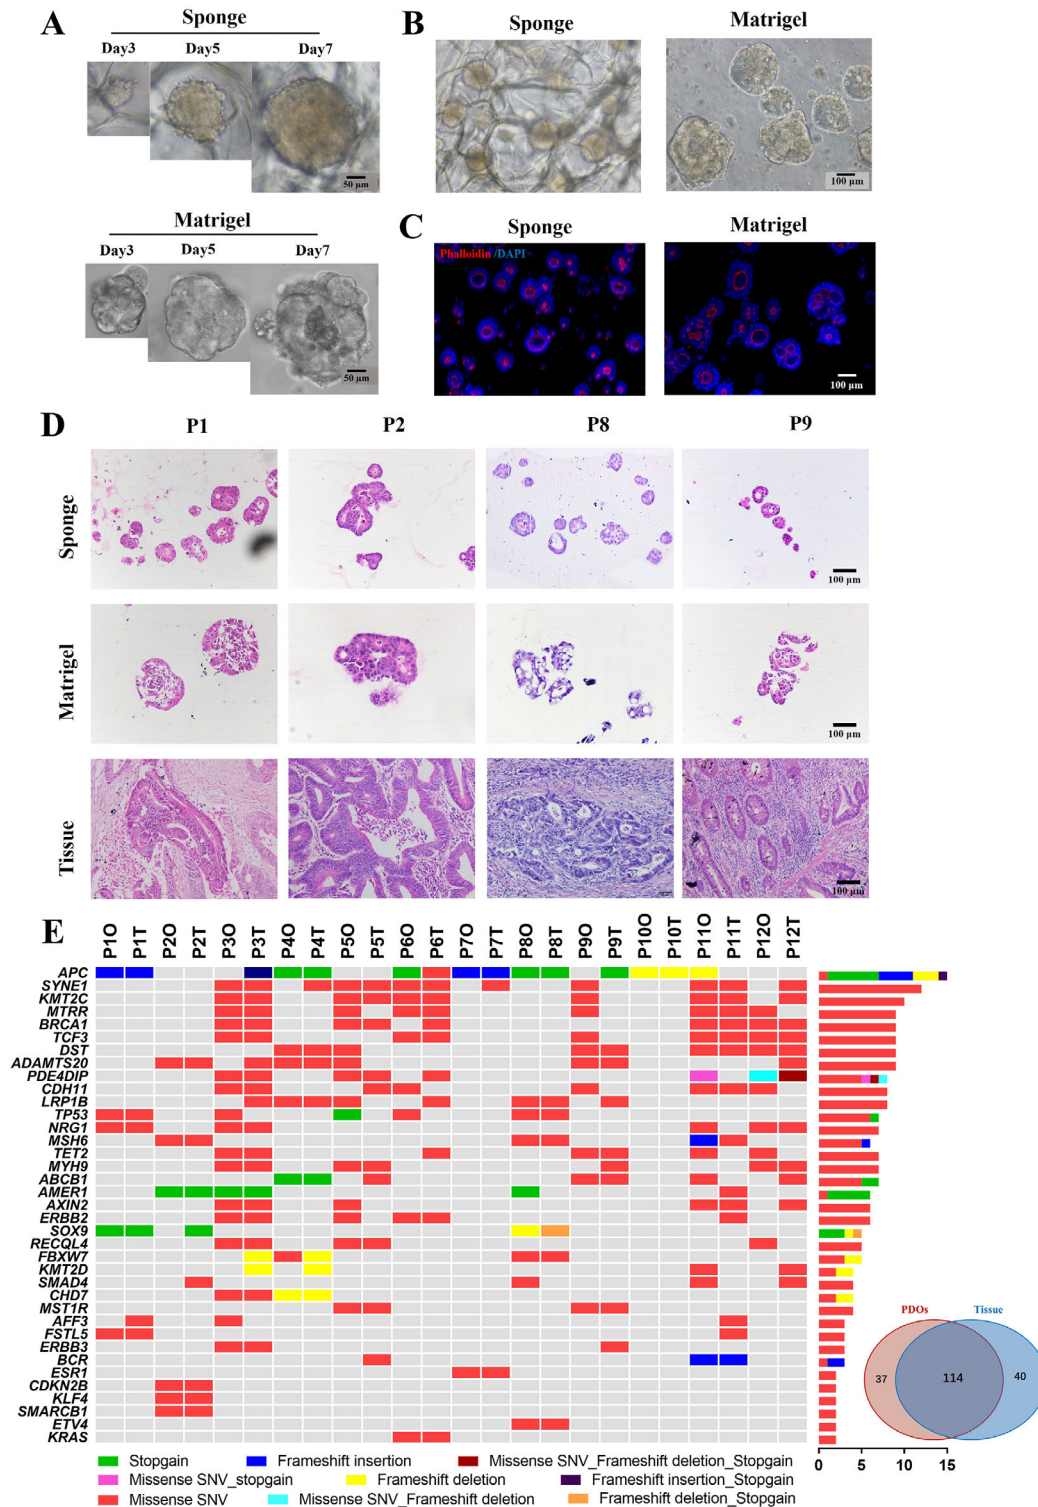 A
Sponge
Day3
Day5
Day7
50 μm
B
Sponge
Matrigel
100 μm
Matrigel
Day3
Day5
Day7
50 μm
C
Sponge
Matrigel
Phalloidin /DAPI
100 μm
D
P1
P2
P8
P9
Sponge
100 μm
Matrigel
100 μm
Tissue
100 μm
E
P1O P1T P2O P2T P3O P3T P4O P4T P5O P5T P6O P6T P7O P7T P8O P8T P9O P9T P10O P10T P11O P11T P12O P12T
APC
SYNE1
KMT2C
MTRR
BRCA1
TCF3
DST
ADAMTS20
PDE4DIP
CDH11
LRP1B
TP53
NRG1
MSH6
TET2
MYH9
ABCB1
AMER1
AXIN2
ERBB2
SOX9
RECQL4
FBXW7
KMT2D
SMAD4
CHD7
MST1R
AFF3
FSTL5
ERBB3
BCR
ESR1
CDKN2B
KLF4
SMARCB1
ETV4
KRAS
PDOs
Tissue
37
114
40
0 5 10 15
Stopgain
Frameshift insertion
Missense SNV_Frameshift deletion_Stopgain
Missense SNV_stopgain
Frameshift deletion
Frameshift insertion_Stopgain
Missense SNV
Missense SNV_Frameshift deletion
Frameshift deletion_Stopgain